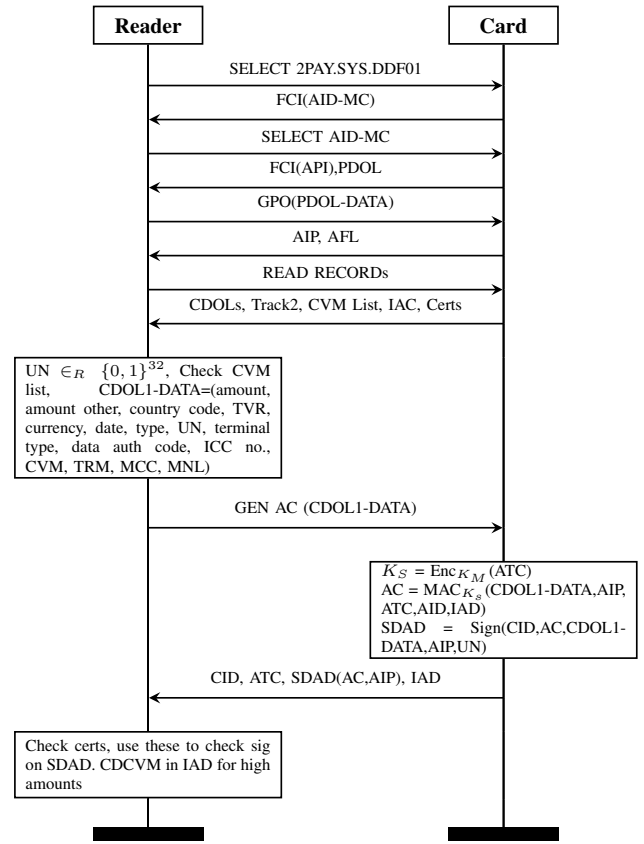 Reader Card
SELECT 2PAY.SYS.DDF01
FCI(AID-MC)
SELECT AID-MC
FCI(API),PDOL
GPO(PDOL-DATA)
AIP, AFL
READ RECORDs
CDOLs, Track2, CVM List, IAC, Certs
UN ∈R {0, 1}^32, Check CVM
list, CDOL1-DATA=(amount,
amount other, country code, TVR,
currency, date, type, UN, terminal
type, data auth code, ICC no.,
CVM, TRM, MCC, MNL)
GEN AC (CDOL1-DATA)
K_S = Enc_{K_M}(ATC)
AC = MAC_{K_s}(CDOL1-DATA,AIP,
ATC,AID,IAD)
SDAD = Sign(CID,AC,CDOL1-
DATA,AIP,UN)
CID, ATC, SDAD(AC,AIP), IAD
Check certs, use these to check sig
on SDAD. CDCVM in IAD for high
amounts